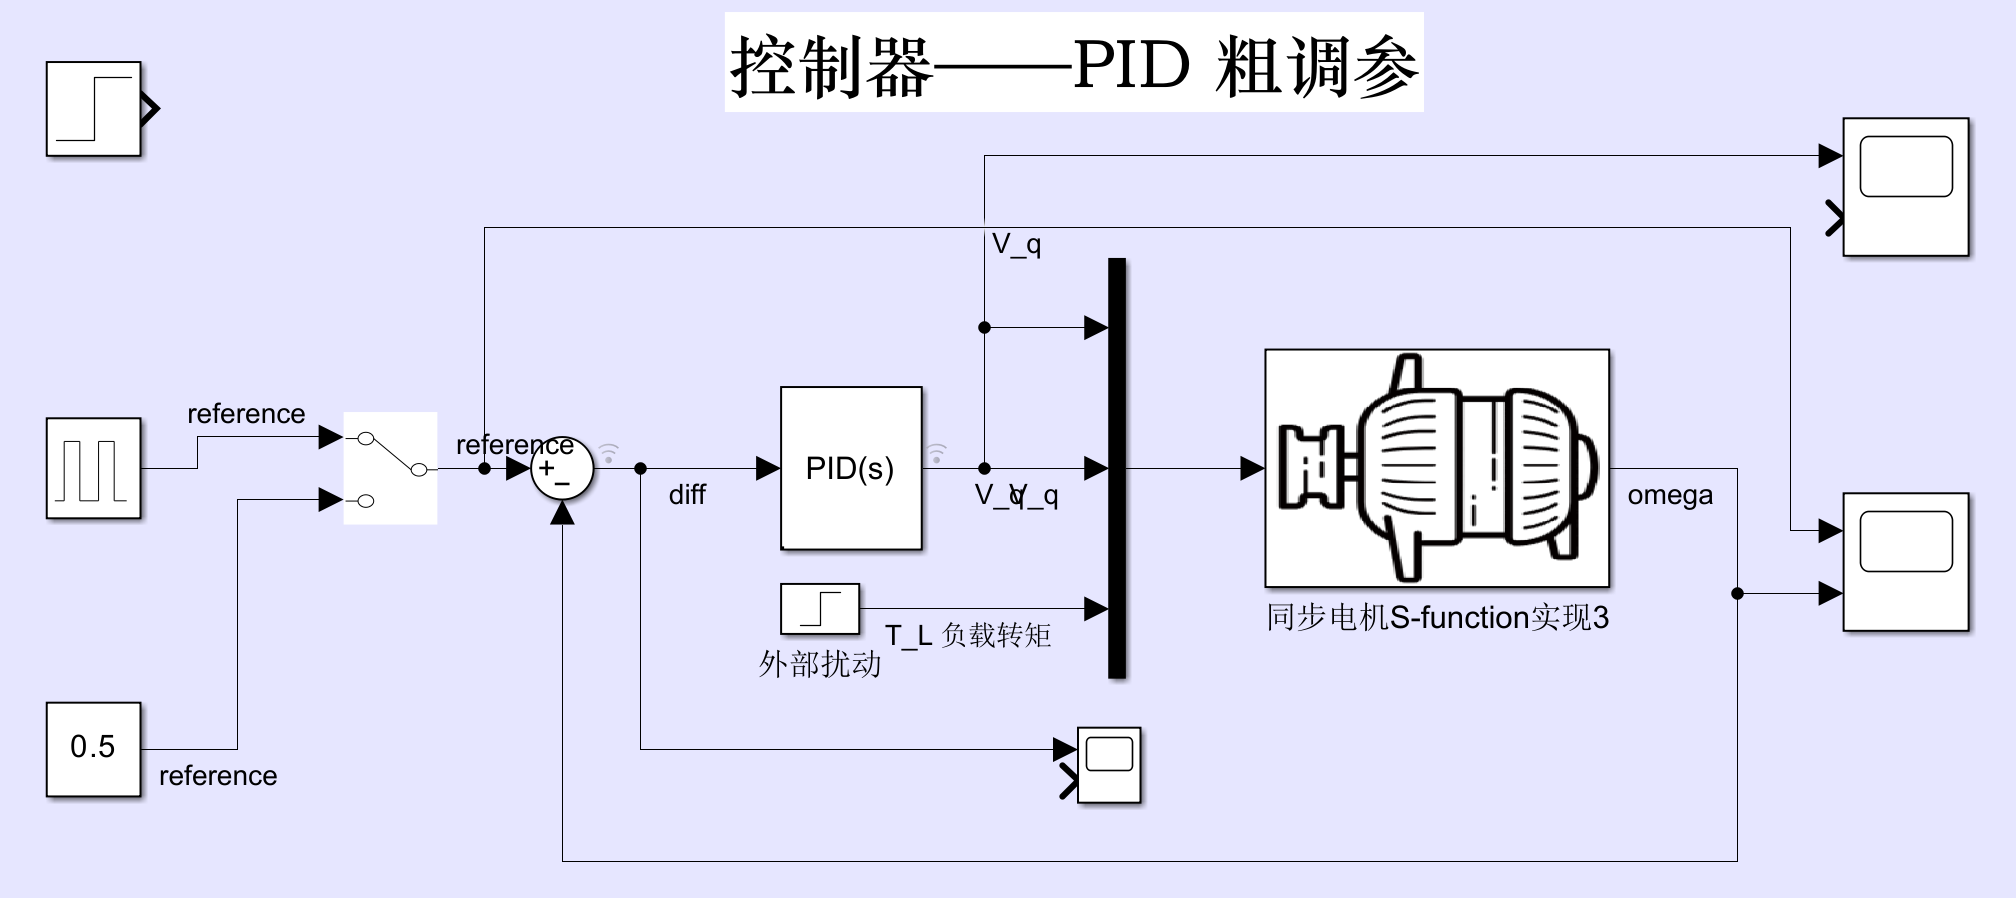 控制器——PID 粗调参
V_q
reference
reference
PID(s)
diff
V_q
V_q
omega
T_L 负载转矩
外部扰动
同步电机S-function实现3
0.5
reference